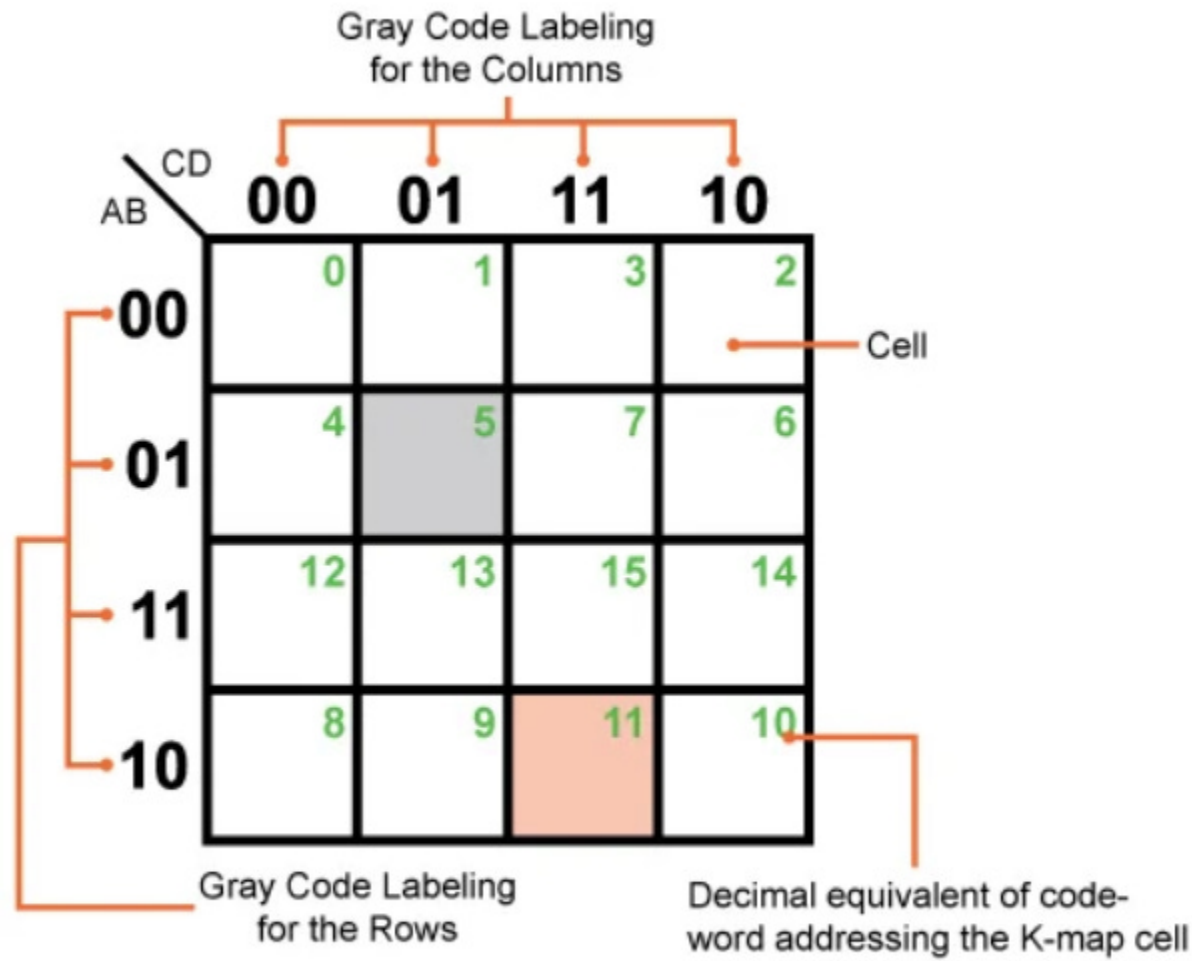 Gray Code Labeling
for the Columns
CD
AB
00 01 11 10
00
0 1 3 2
Cell
01
4 5 7 6
11
12 13 15 14
10
8 9 11 10
Gray Code Labeling
for the Rows
Decimal equivalent of code-
word addressing the K-map cell